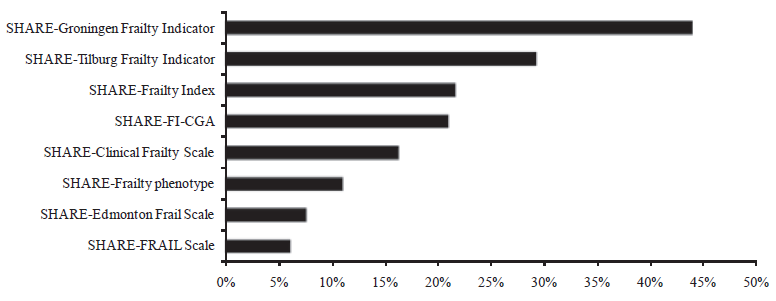 SHARE-Groningen Frailty Indicator
SHARE-Tilburg Frailty Indicator
SHARE-Frailty Index
SHARE-FI-CGA
SHARE-Clinical Frailty Scale
SHARE-Frailty phenotype
SHARE-Edmonton Frail Scale
SHARE-FRAIL Scale
0% 5% 10% 15% 20% 25% 30% 35% 40% 45% 50%